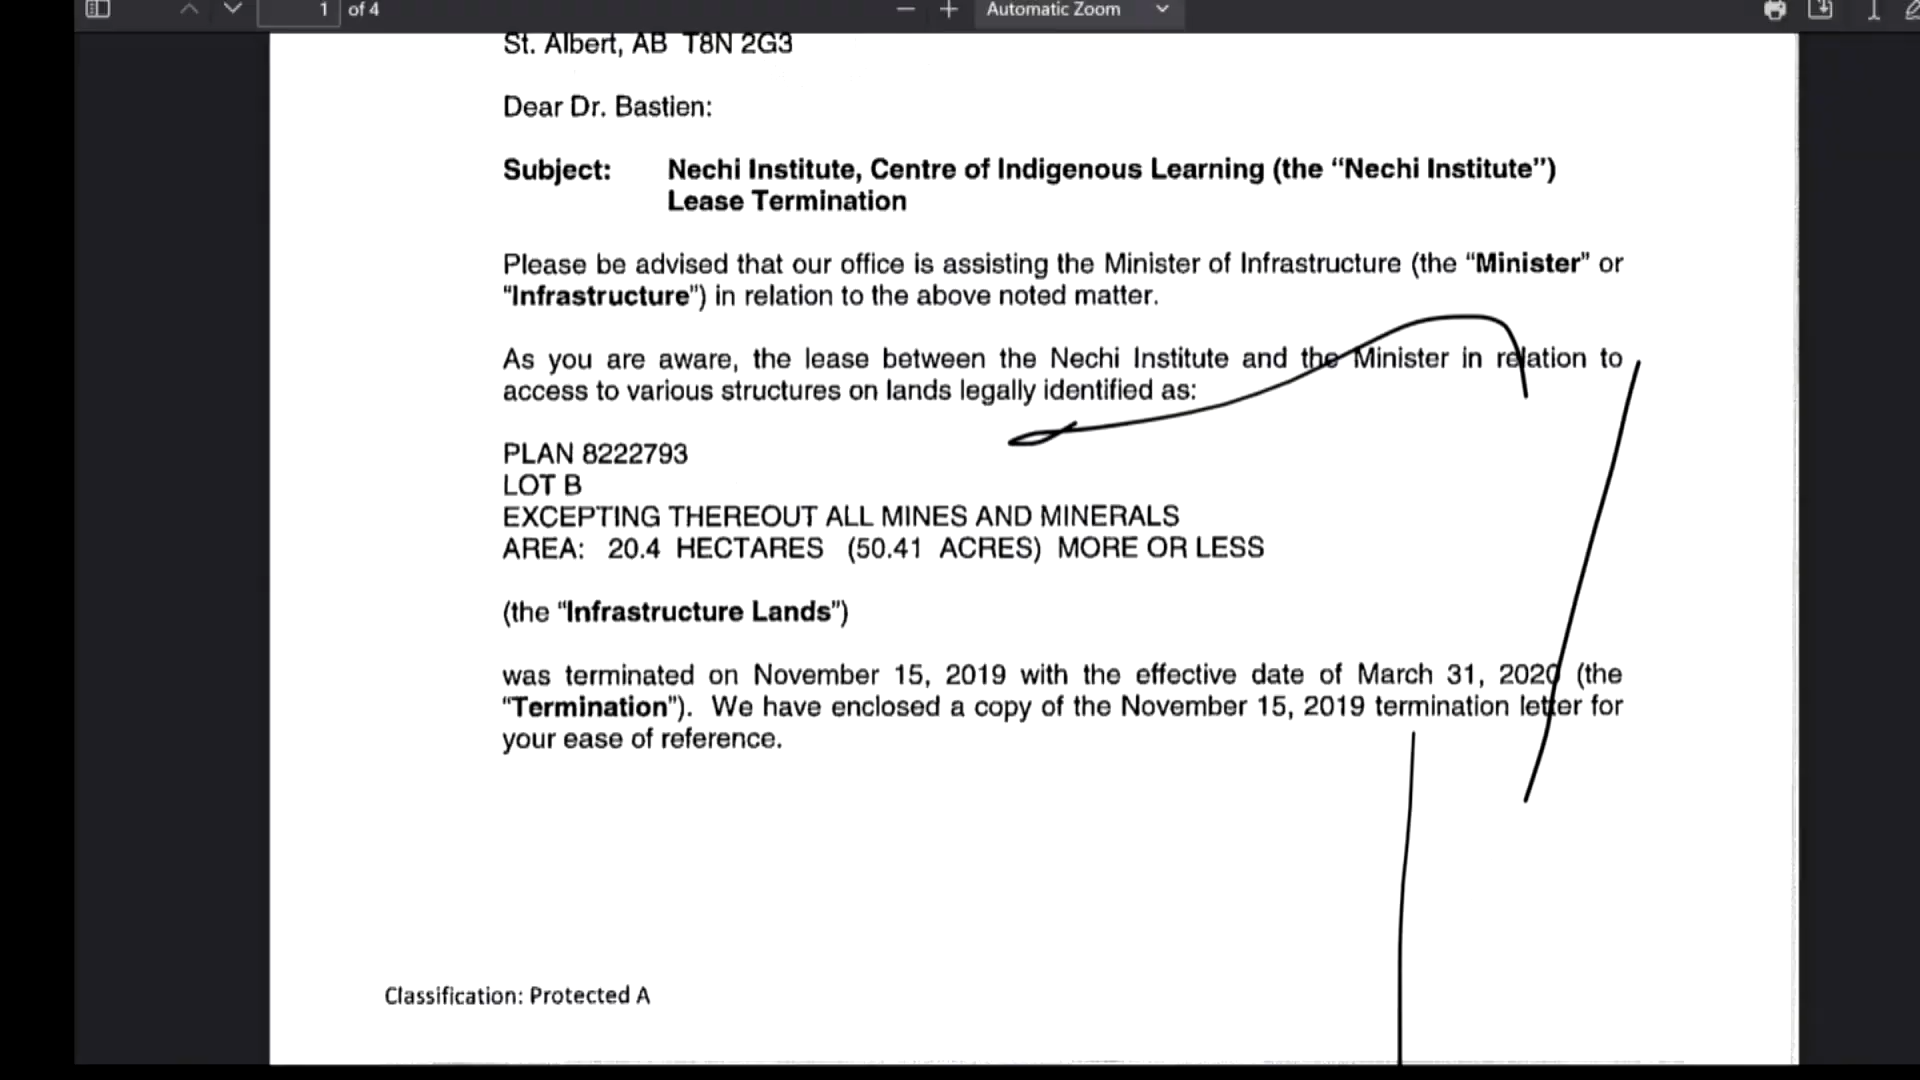 1 of 4
Automatic Zoom
St. Albert, AB T8N 2G3
Dear Dr. Bastien:
Subject: Nechi Institute, Centre of Indigenous Learning (the “Nechi Institute”)
Lease Termination
Please be advised that our office is assisting the Minister of Infrastructure (the “Minister” or
“Infrastructure”) in relation to the above noted matter.
As you are aware, the lease between the Nechi Institute and the Minister in relation to
access to various structures on lands legally identified as:
PLAN 8222793
LOT B
EXCEPTING THEREOUT ALL MINES AND MINERALS
AREA: 20.4 HECTARES (50.41 ACRES) MORE OR LESS
(the “Infrastructure Lands”)
was terminated on November 15, 2019 with the effective date of March 31, 2020 (the
“Termination”). We have enclosed a copy of the November 15, 2019 termination letter for
your ease of reference.
Classification: Protected A